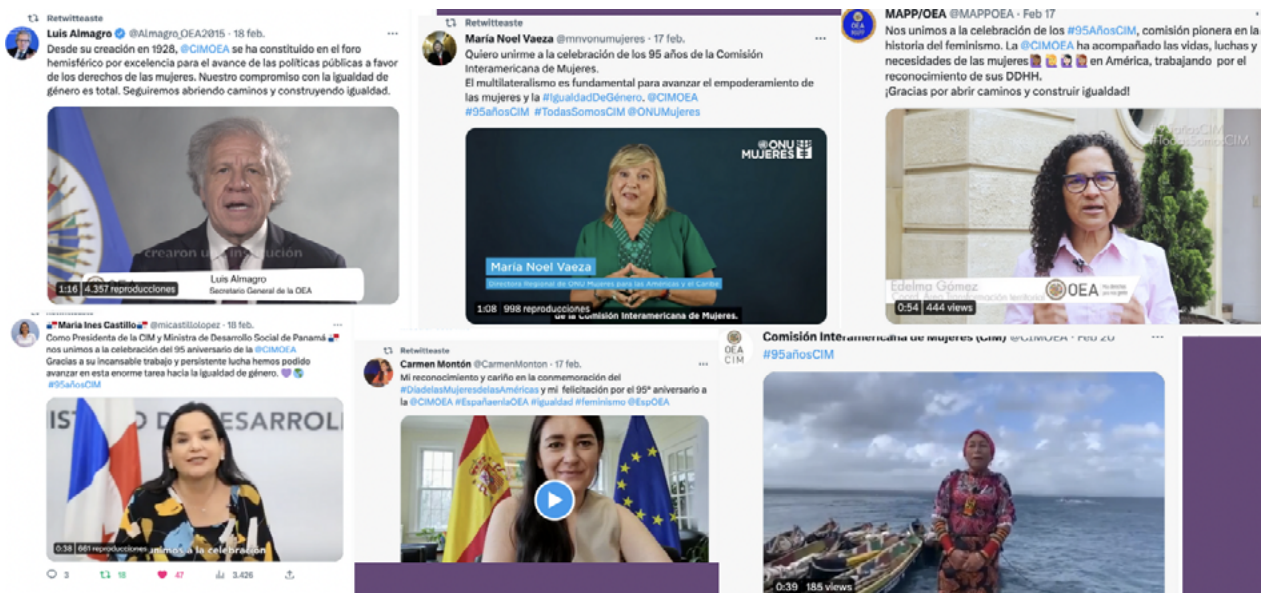 Retwitteaste
Luis Almagro @Almagro_OEA2015 · 18 feb.
Desde su creación en 1928, @CIMOEA se ha constituido en el foro
hemisférico por excelencia para el avance de las políticas públicas a favor
de los derechos de las mujeres. Nuestro compromiso con la igualdad de
género es total. Seguiremos abriendo caminos y construyendo igualdad.
crearon una institución
OEA
Luis Almagro
Secretario General de la OEA
1:16 4.357 reproducciones
Retwitteaste
María Noel Vaeza @mnvonumujeres · 17 feb.
Quiero unirme a la celebración de los 95 años de la Comisión
Interamericana de Mujeres.
El multilateralismo es fundamental para avanzar el empoderamiento de
las mujeres y la #IgualdadDeGénero. @CIMOEA
#95añosCIM #TodasSomosCIM @ONUMujeres
ONU
MUJERES
María Noel Vaeza
Directora Regional de ONU Mujeres para las Américas y el Caribe
1:08 998 reproducciones
de la Comisión Interamericana de Mujeres.
MAPP/OEA @MAPPOEA · Feb 17
Nos unimos a la celebración de los #95AñosCIM, comisión pionera en la
historia del feminismo. La @CIMOEA ha acompañado las vidas, luchas y
necesidades de las mujeres en América, trabajando por el
reconocimiento de sus DDHH.
¡Gracias por abrir caminos y construir igualdad!
#95añosCIM
#TodasSomosCIM
Edelma Gómez
Coord. Área Transformación territorial
OEA
0:54 444 views
Maria Ines Castillo @micastillolopez · 18 feb.
Como Presidenta de la CIM y Ministra de Desarrollo Social de Panamá
nos unimos a la celebración del 95 aniversario de la @CIMOEA
Gracias a su incansable trabajo y persistente lucha hemos podido
avanzar en esta enorme tarea hacia la igualdad de género.
#95añosCIM
DESARROLL
0:38 661 reproducciones
unimos a la celebración
3 18 47 3.426
Retwitteaste
Carmen Montón @CarmenMonton · 17 feb.
Mi reconocimiento y cariño en la conmemoración del
#DíadelasMujeresdelasAméricas y mi felicitación por el 95º aniversario a
la @CIMOEA #EspañaenlaOEA #igualdad #feminismo @EspOEA
OEA
CIM
Comisión Interamericana de Mujeres (CIM) @CIMOEA · Feb 20
#95añosCIM
0:39 185 views